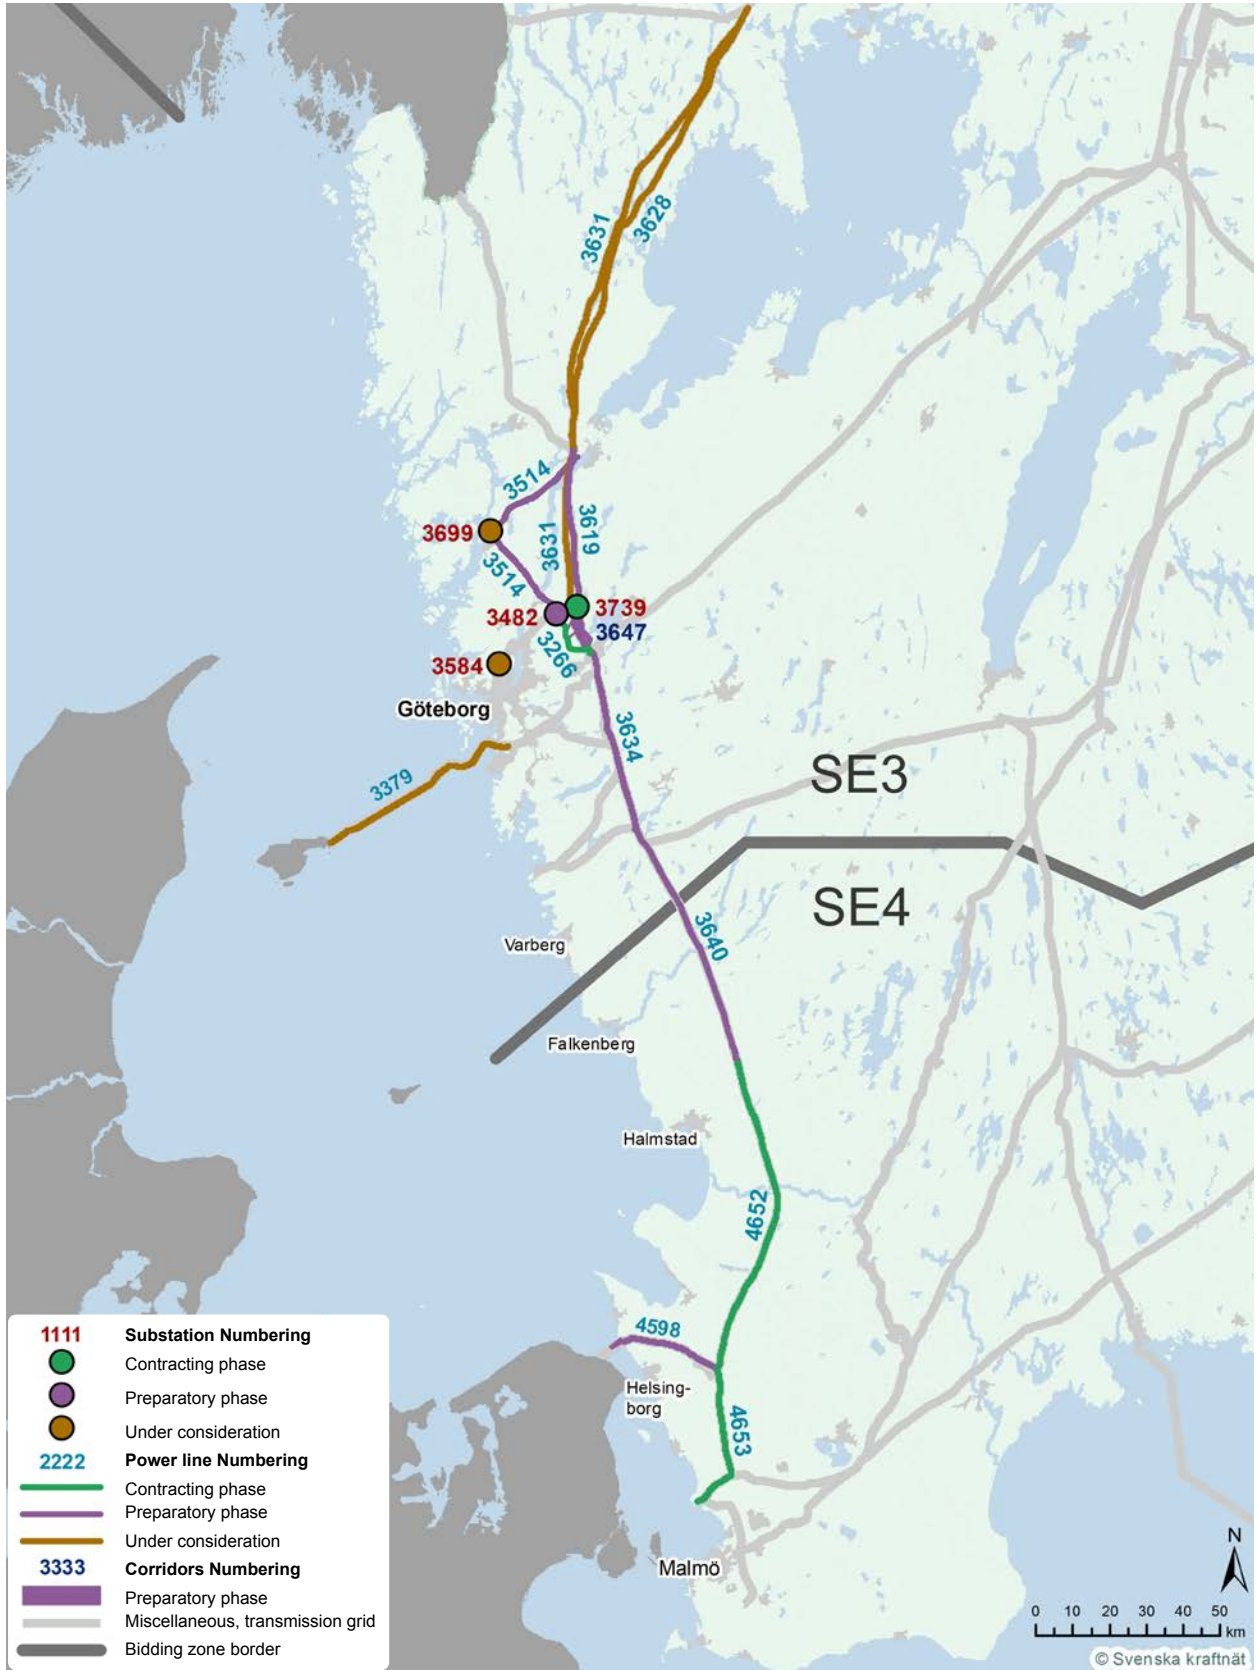 3631
3628
3514
3619
3631
3699
3514
3739
3482
3647
3266
3584
Göteborg
3634
SE3
3379
SE4
3640
Varberg
Falkenberg
Halmstad
4652
4598
Helsing-
borg
4653
Malmö
1111 Substation Numbering
Contracting phase
Preparatory phase
Under consideration
2222 Power line Numbering
Contracting phase
Preparatory phase
Under consideration
3333 Corridors Numbering
Preparatory phase
Miscellaneous, transmission grid
Bidding zone border
N
0 10 20 30 40 50
km
© Svenska kraftnät